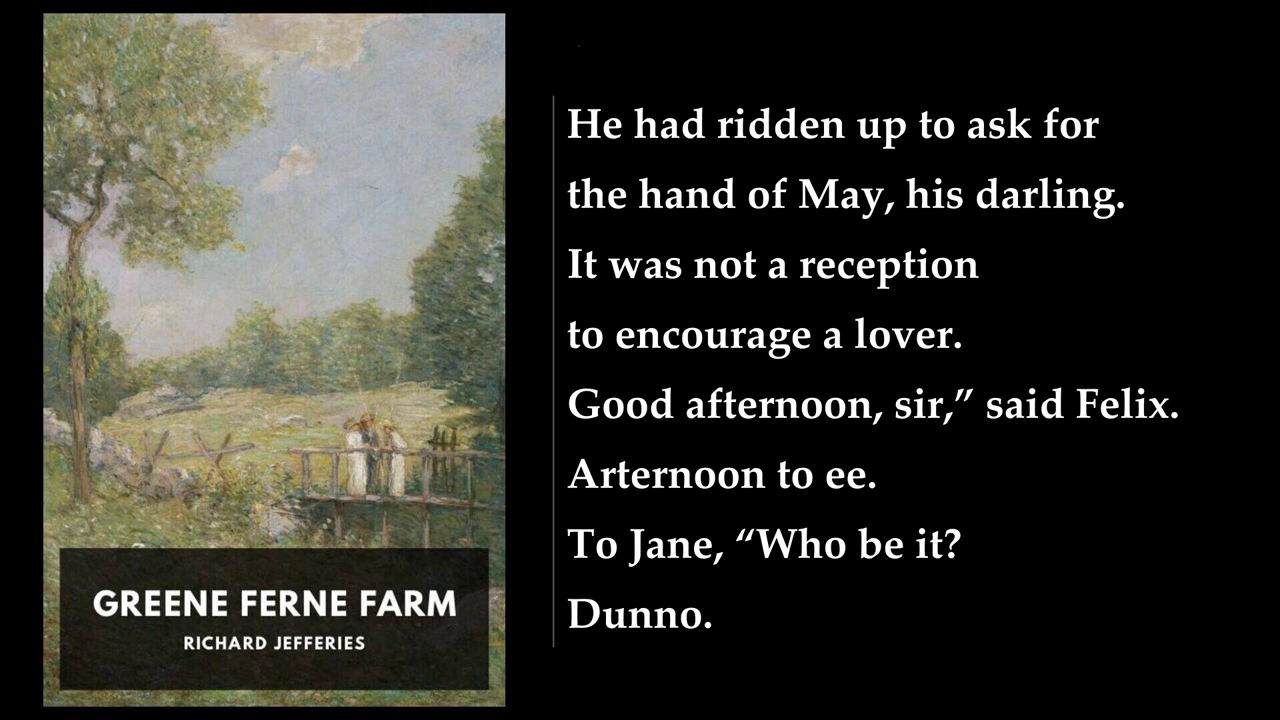 GREENE FERNE FARM
RICHARD JEFFERIES
He had ridden up to ask for
the hand of May, his darling.
It was not a reception
to encourage a lover.
Good afternoon, sir,” said Felix.
Arternoon to ee.
To Jane, “Who be it?
Dunno.